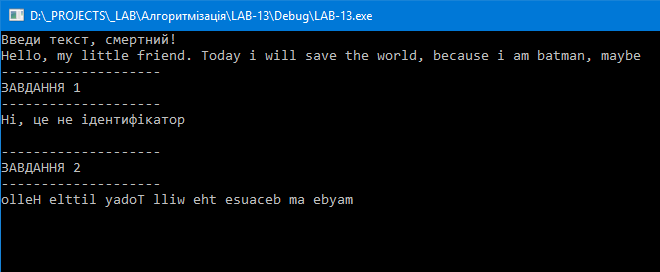 D:\_PROJECTS\_LAB\Алгоритмізація\LAB-13\Debug\LAB-13.exe
Введи текст, смертний!
Hello, my little friend. Today i will save the world, because i am batman, maybe
--------------------
ЗАВДАННЯ 1
--------------------
Ні, це не ідентифікатор
--------------------
ЗАВДАННЯ 2
--------------------
olleH elttil yadoT lliw eht esuaceb ma ebyam